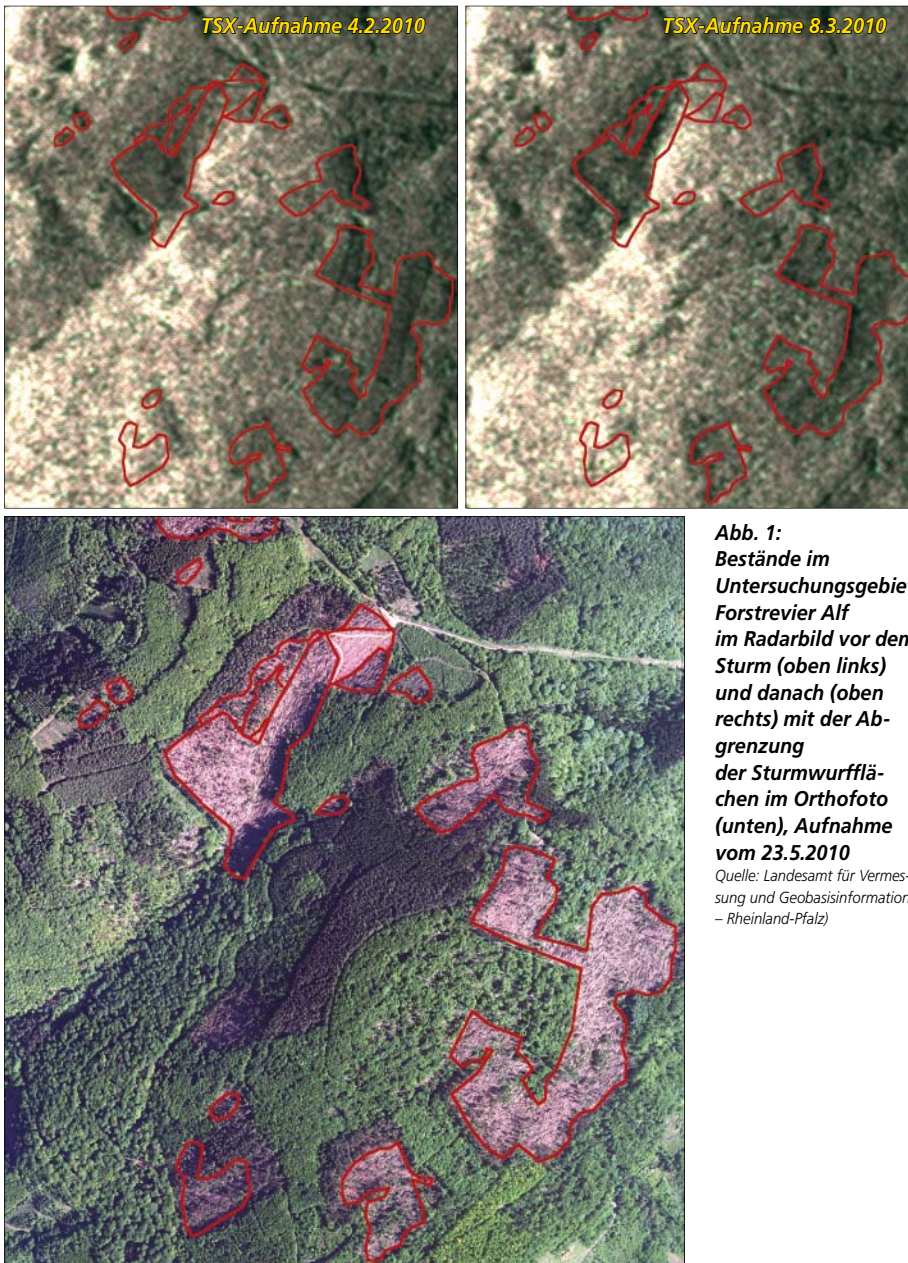 TSX-Aufnahme 4.2.2010
TSX-Aufnahme 8.3.2010
Abb. 1:
Bestände im
Untersuchungsgebiet
Forstrevier Alf
im Radarbild vor dem
Sturm (oben links)
und danach (oben
rechts) mit der Ab-
grenzung
der Sturmwurfflä-
chen im Orthofoto
(unten), Aufnahme
vom 23.5.2010
Quelle: Landesamt für Vermes-
sung und Geobasisinformation
– Rheinland-Pfalz)